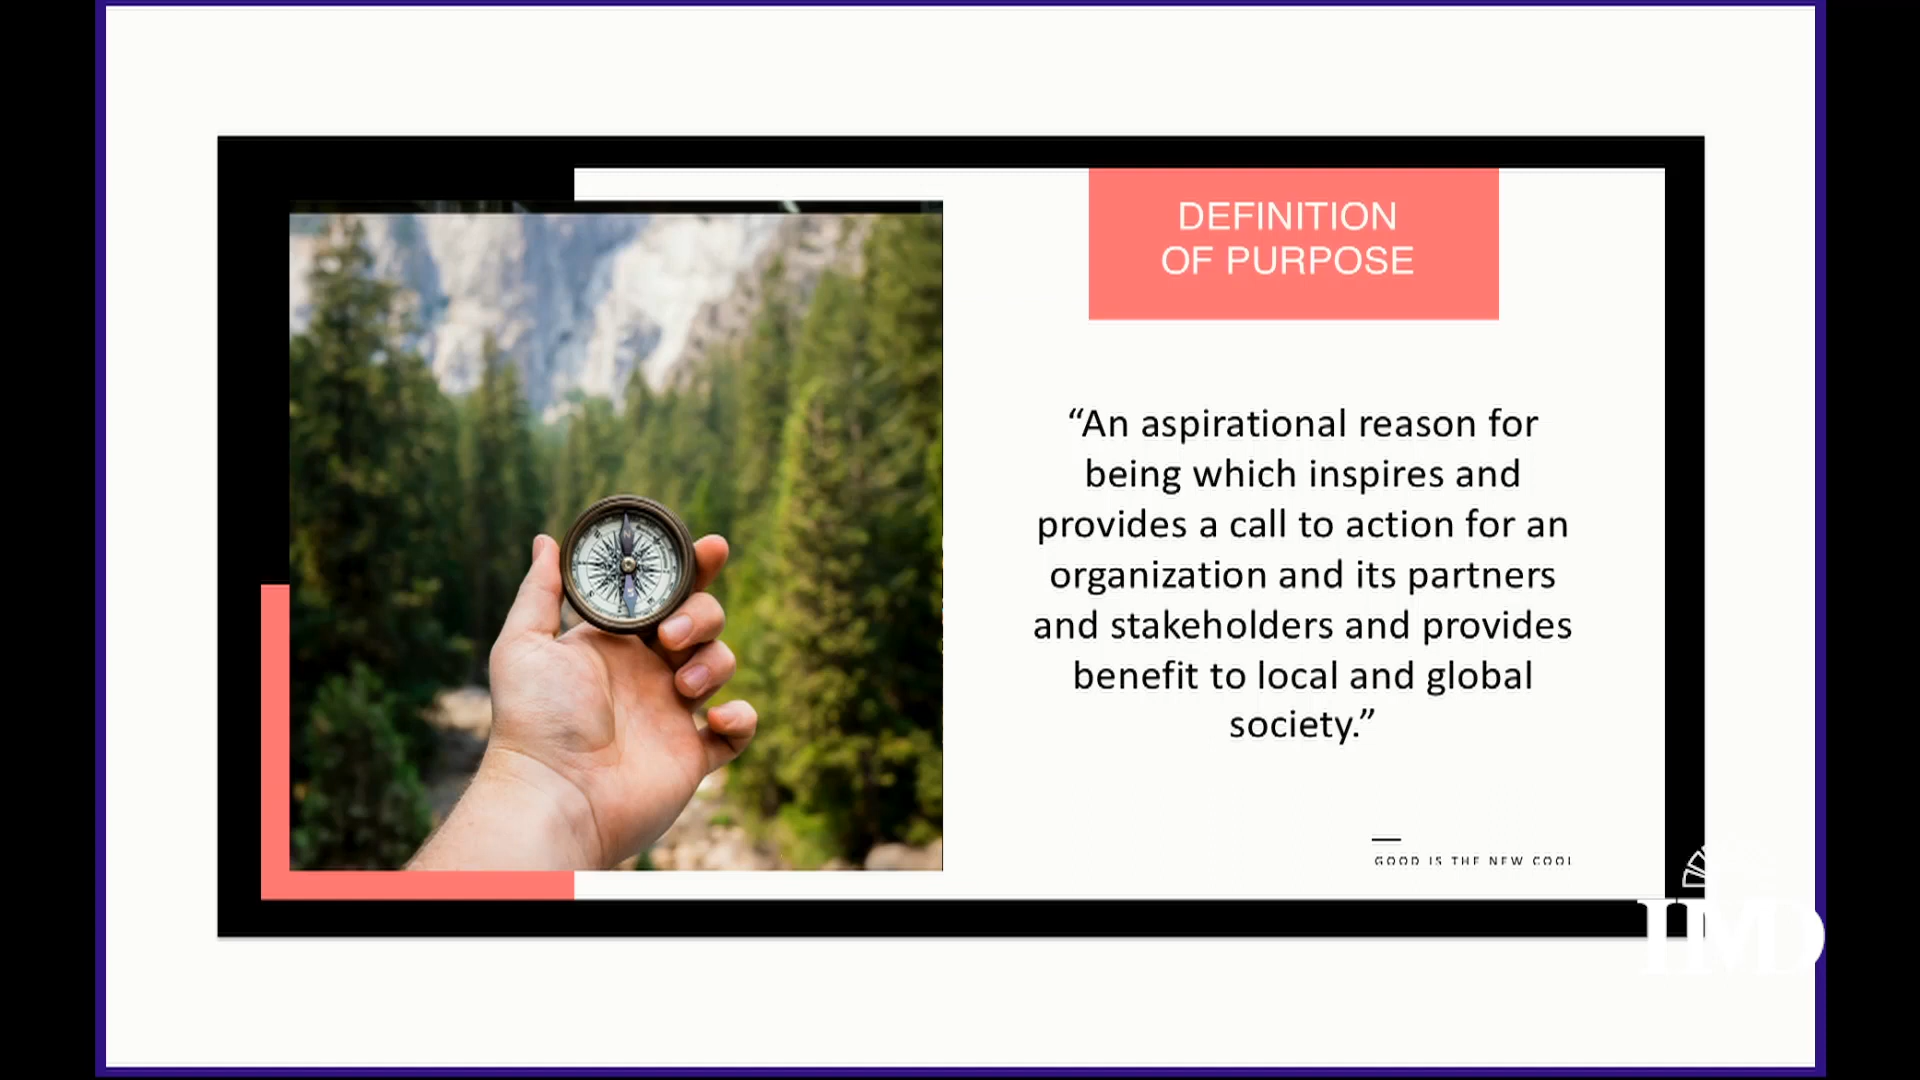 DEFINITION
OF PURPOSE
“An aspirational reason for
being which inspires and
provides a call to action for an
organization and its partners
and stakeholders and provides
benefit to local and global
society.”
GOOD IS THE NEW COOL